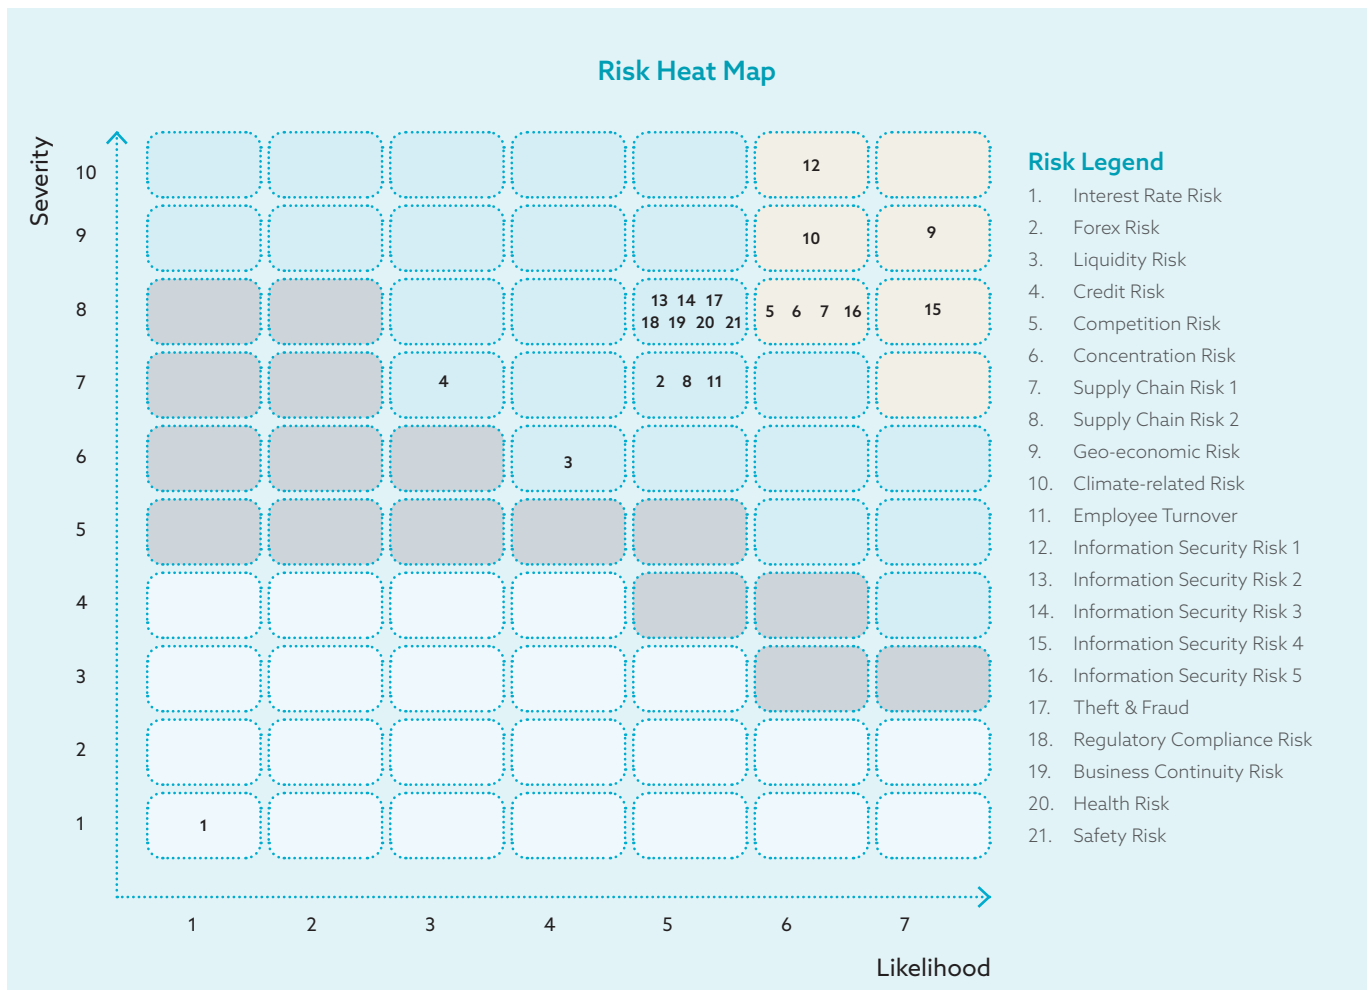 Risk Heat Map
Severity
10
12
9
10
9
8
13 14 17
18 19 20 21
5 6 7 16
15
7
4
2 8 11
6
3
5
4
3
2
1
1
1 2 3 4 5 6 7
Likelihood
Risk Legend
1. Interest Rate Risk
2. Forex Risk
3. Liquidity Risk
4. Credit Risk
5. Competition Risk
6. Concentration Risk
7. Supply Chain Risk 1
8. Supply Chain Risk 2
9. Geo-economic Risk
10. Climate-related Risk
11. Employee Turnover
12. Information Security Risk 1
13. Information Security Risk 2
14. Information Security Risk 3
15. Information Security Risk 4
16. Information Security Risk 5
17. Theft & Fraud
18. Regulatory Compliance Risk
19. Business Continuity Risk
20. Health Risk
21. Safety Risk